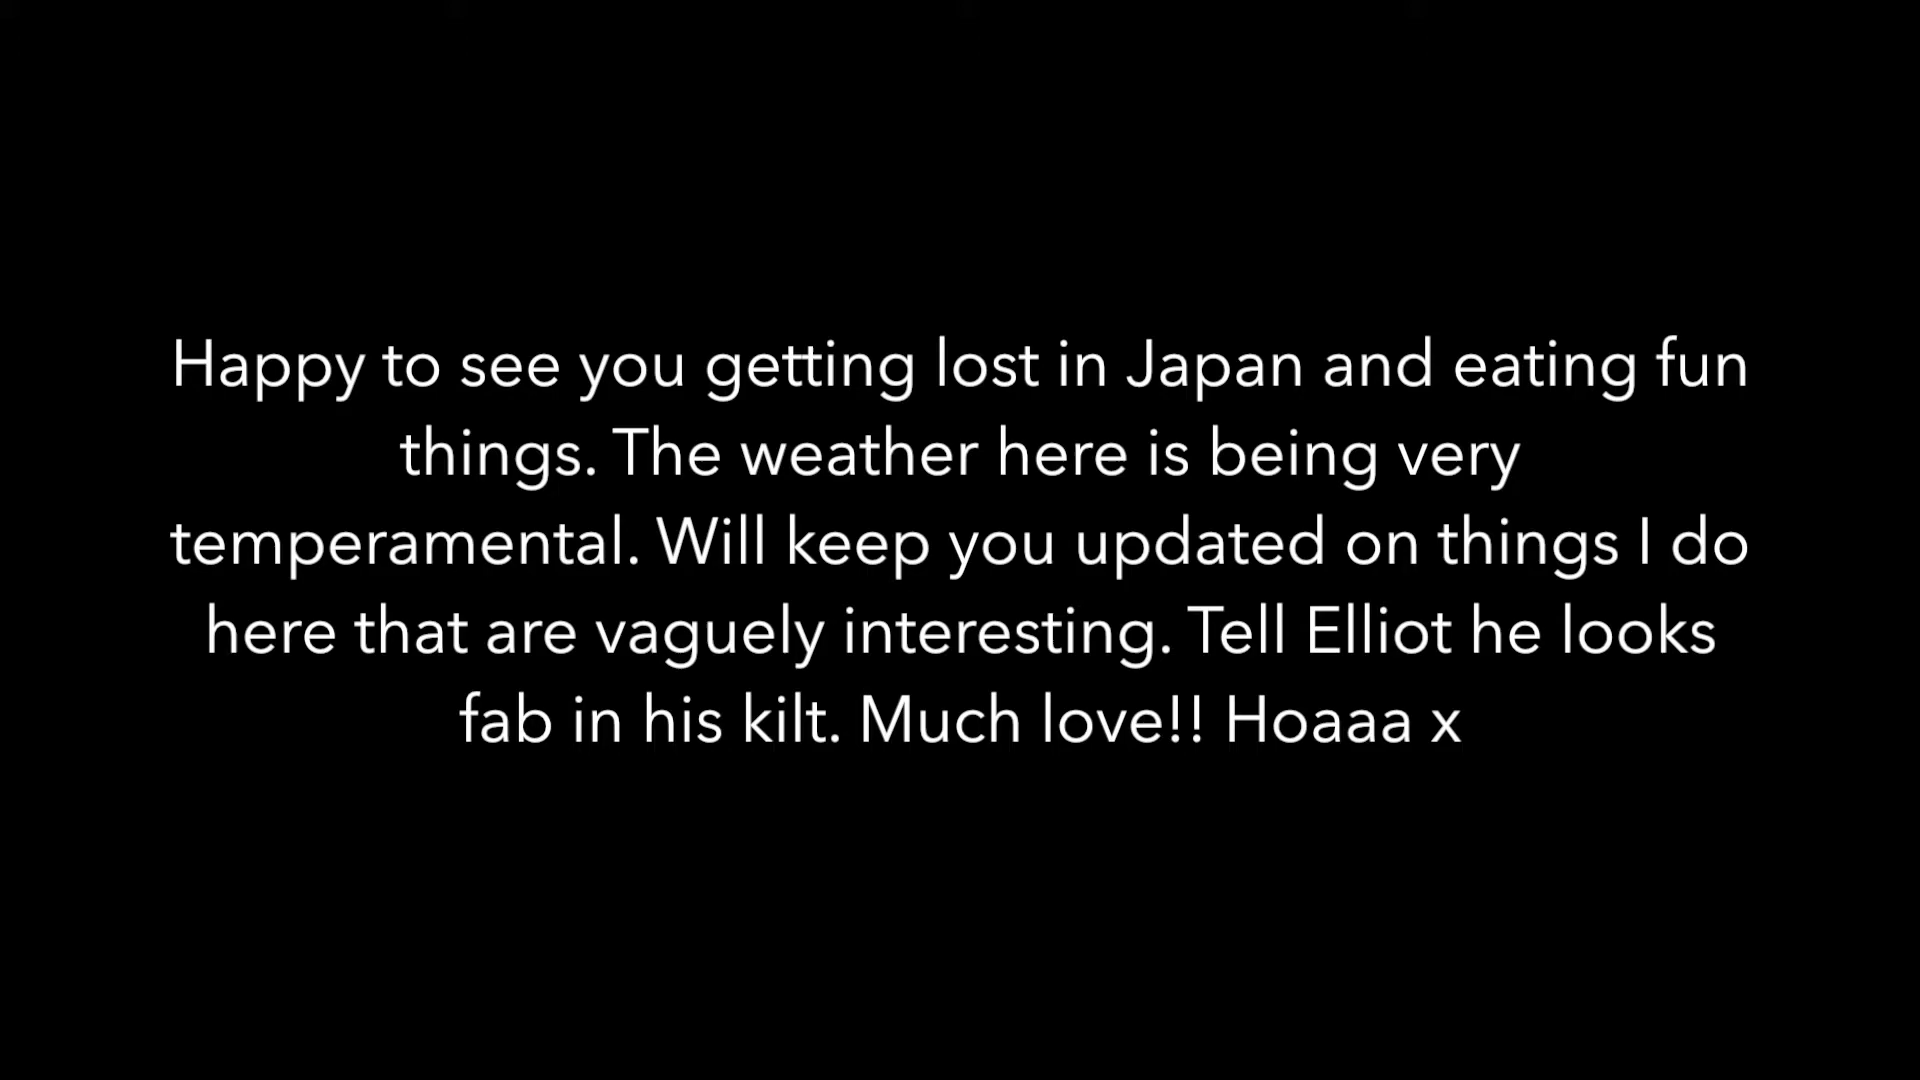 Happy to see you getting lost in Japan and eating fun
things. The weather here is being very
temperamental. Will keep you updated on things I do
here that are vaguely interesting. Tell Elliot he looks
fab in his kilt. Much love!! Hoaaa x